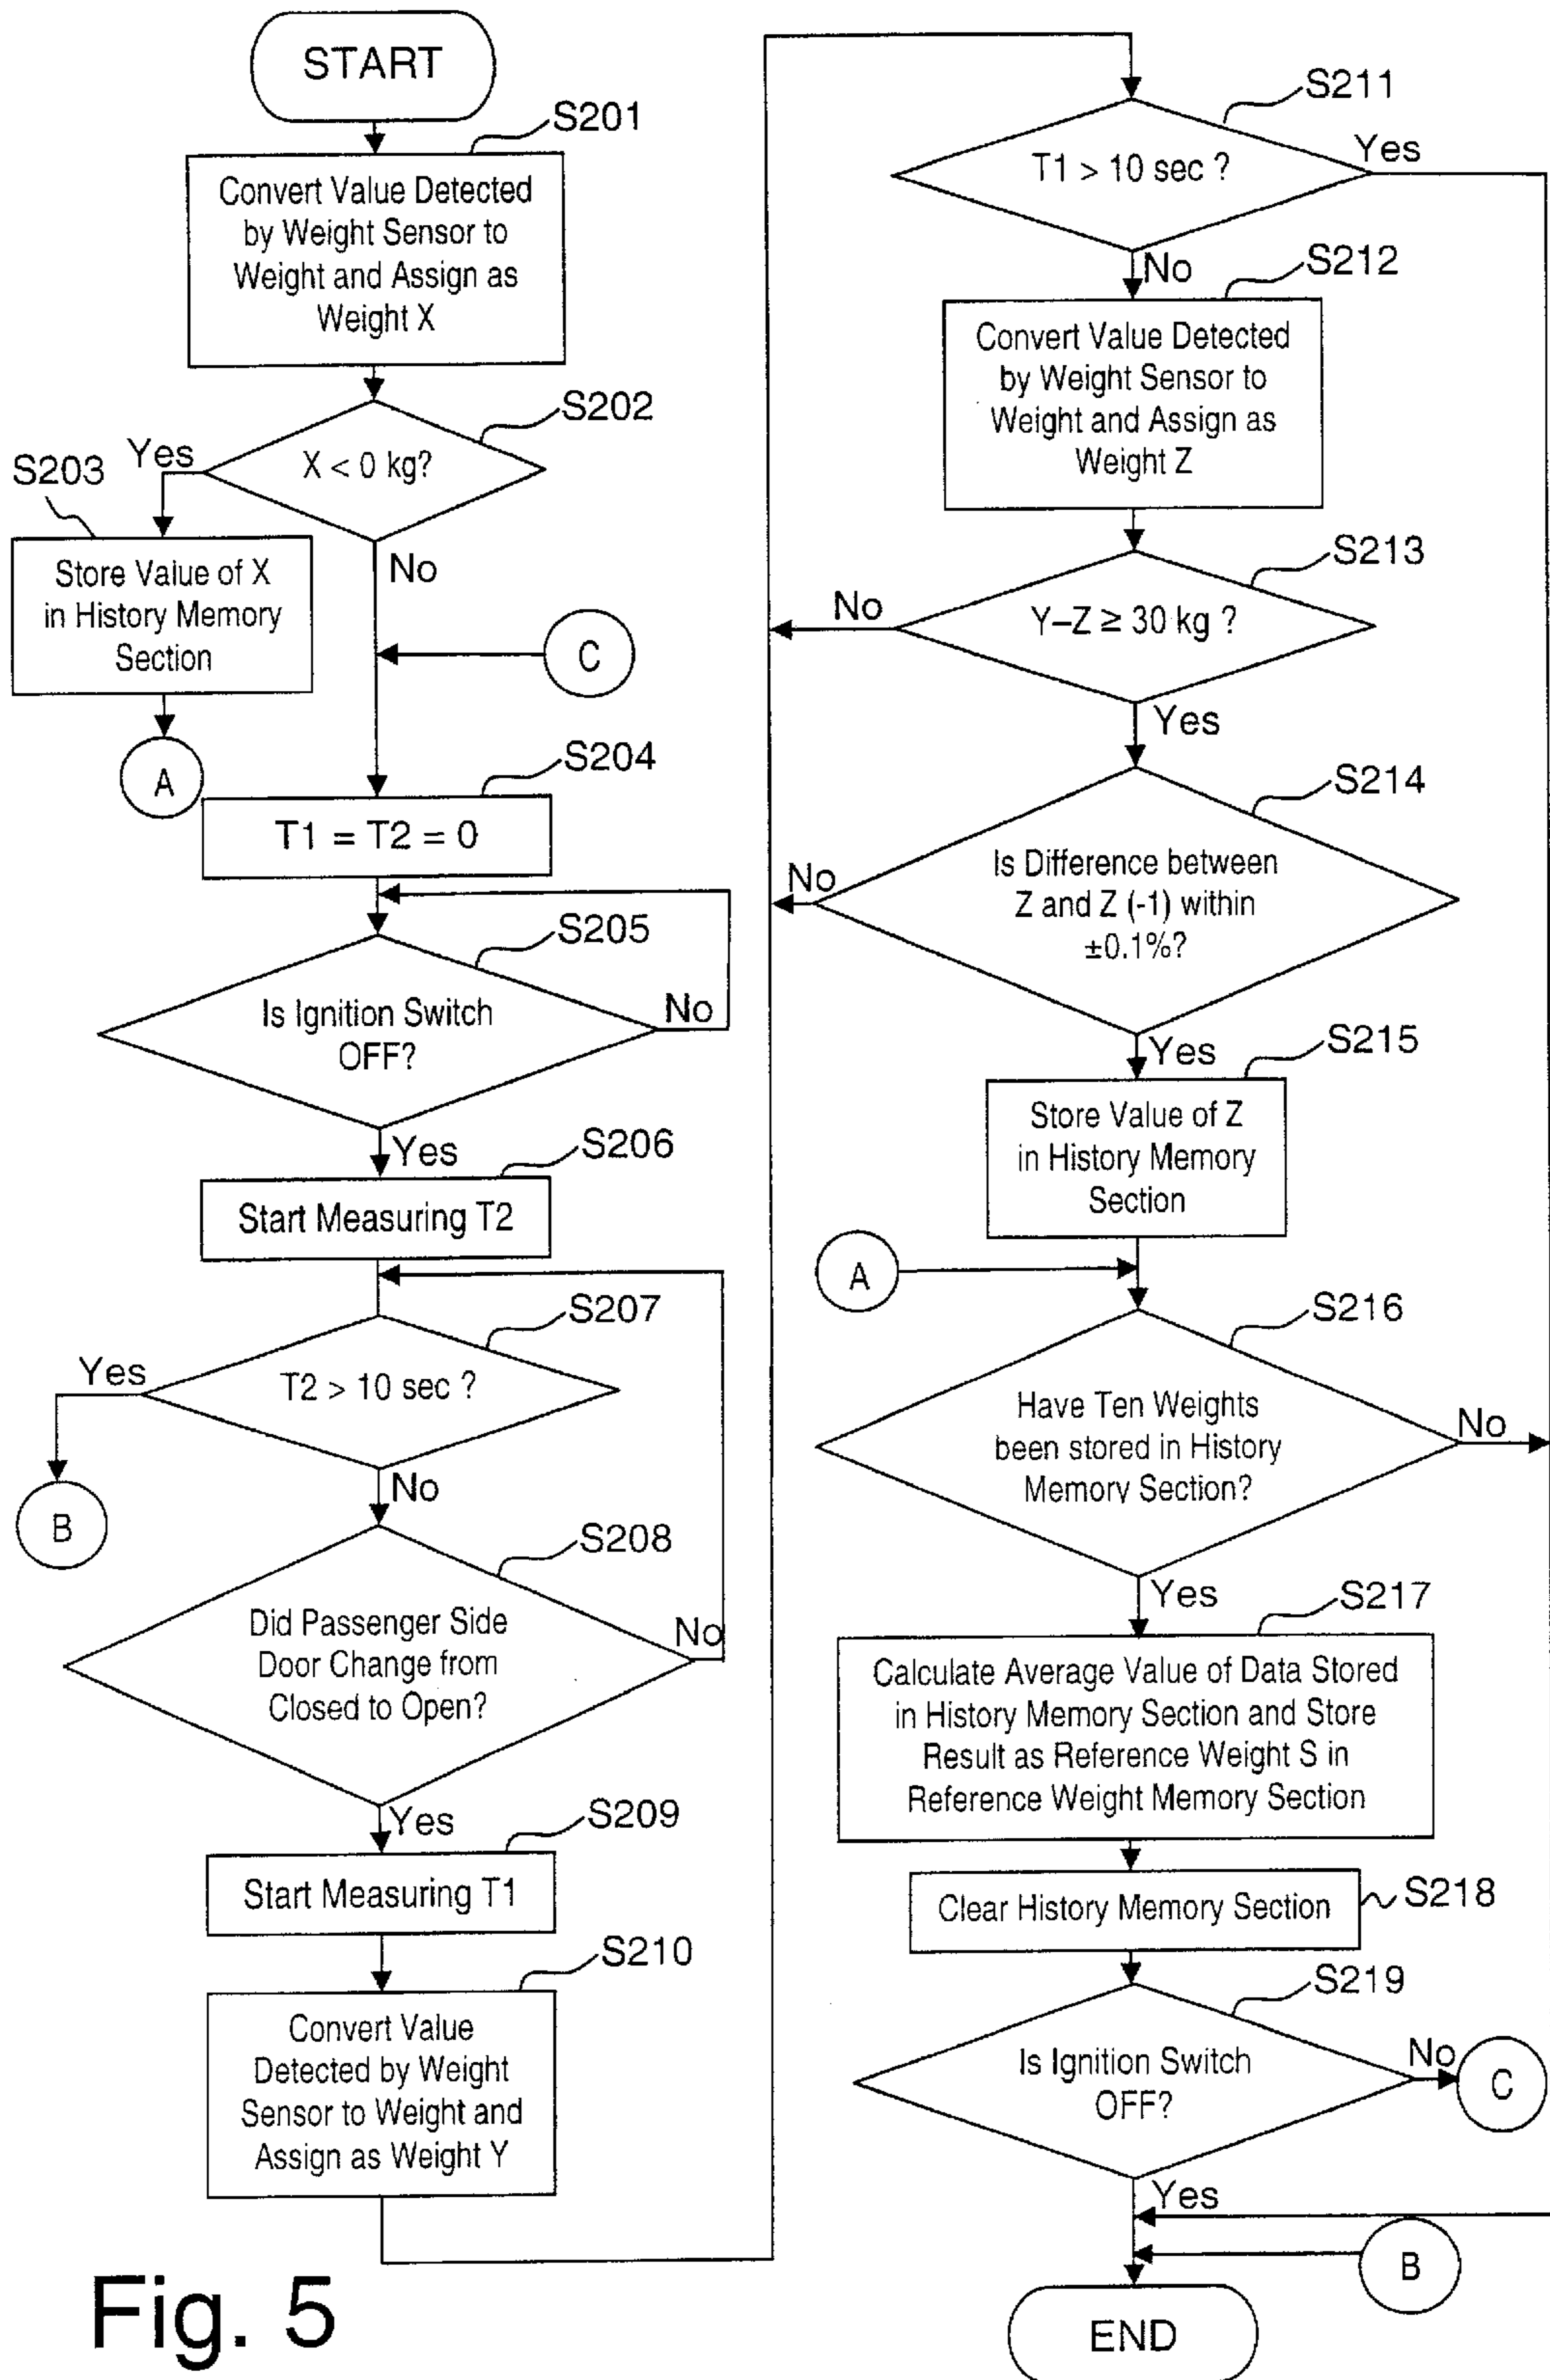 START
S201
Convert Value Detected
by Weight Sensor to
Weight and Assign as
Weight X
S202
X < 0 kg?
Yes
No
S203
Store Value of X
in History Memory
Section
A
C
S204
T1 = T2 = 0
S205
Is Ignition Switch
OFF?
No
Yes
S206
Start Measuring T2
S207
T2 > 10 sec ?
Yes
No
B
S208
Did Passenger Side
Door Change from
Closed to Open?
No
Yes
S209
Start Measuring T1
S210
Convert Value
Detected by Weight
Sensor to Weight and
Assign as Weight Y
S211
T1 > 10 sec ?
Yes
No
S212
Convert Value Detected
by Weight Sensor to
Weight and Assign as
Weight Z
S213
Y–Z ≥ 30 kg ?
No
Yes
S214
Is Difference between
Z and Z (-1) within
±0.1%?
No
Yes
S215
Store Value of Z
in History Memory
Section
A
S216
Have Ten Weights
been stored in History
Memory Section?
No
Yes
S217
Calculate Average Value of Data Stored
in History Memory Section and Store
Result as Reference Weight S in
Reference Weight Memory Section
S218
Clear History Memory Section
S219
Is Ignition Switch
OFF?
No
C
Yes
B
END
Fig. 5